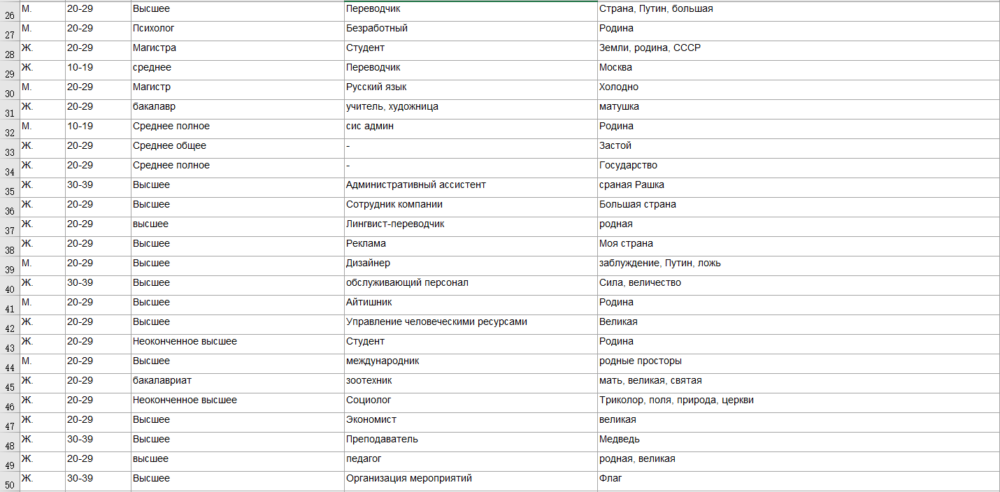 26 М. 20-29 Высшее Переводчик Страна, Путин, большая
27 М. 20-29 Психолог Безработный Родина
28 Ж. 20-29 Магистра Студент Земли, родина, СССР
29 Ж. 10-19 среднее Переводчик Москва
30 М. 20-29 Магистр Русский язык Холодно
31 Ж. 20-29 бакалавр учитель, художница матушка
32 М. 10-19 Среднее полное сис админ Родина
33 Ж. 20-29 Среднее общее - Застой
34 Ж. 20-29 Среднее полное - Государство
35 Ж. 30-39 Высшее Административный ассистент сраная Рашка
36 Ж. 20-29 Высшее Сотрудник компании Большая страна
37 Ж. 20-29 высшее Лингвист-переводчик родная
38 Ж. 20-29 Высшее Реклама Моя страна
39 М. 20-29 Высшее Дизайнер заблуждение, Путин, ложь
40 Ж. 30-39 Высшее обслуживающий персонал Сила, величество
41 М. 20-29 Высшее Айтишник Родина
42 Ж. 20-29 Высшее Управление человеческими ресурсами Великая
43 Ж. 20-29 Неоконченное высшее Студент Родина
44 М. 20-29 Высшее международник родные просторы
45 Ж. 20-29 бакалавриат зоотехник мать, великая, святая
46 Ж. 20-29 Неоконченное высшее Социолог Триколор, поля, природа, церкви
47 Ж. 20-29 Высшее Экономист великая
48 Ж. 30-39 Высшее Преподаватель Медведь
49 Ж. 20-29 высшее педагог родная, великая
50 Ж. 30-39 Высшее Организация мероприятий Флаг